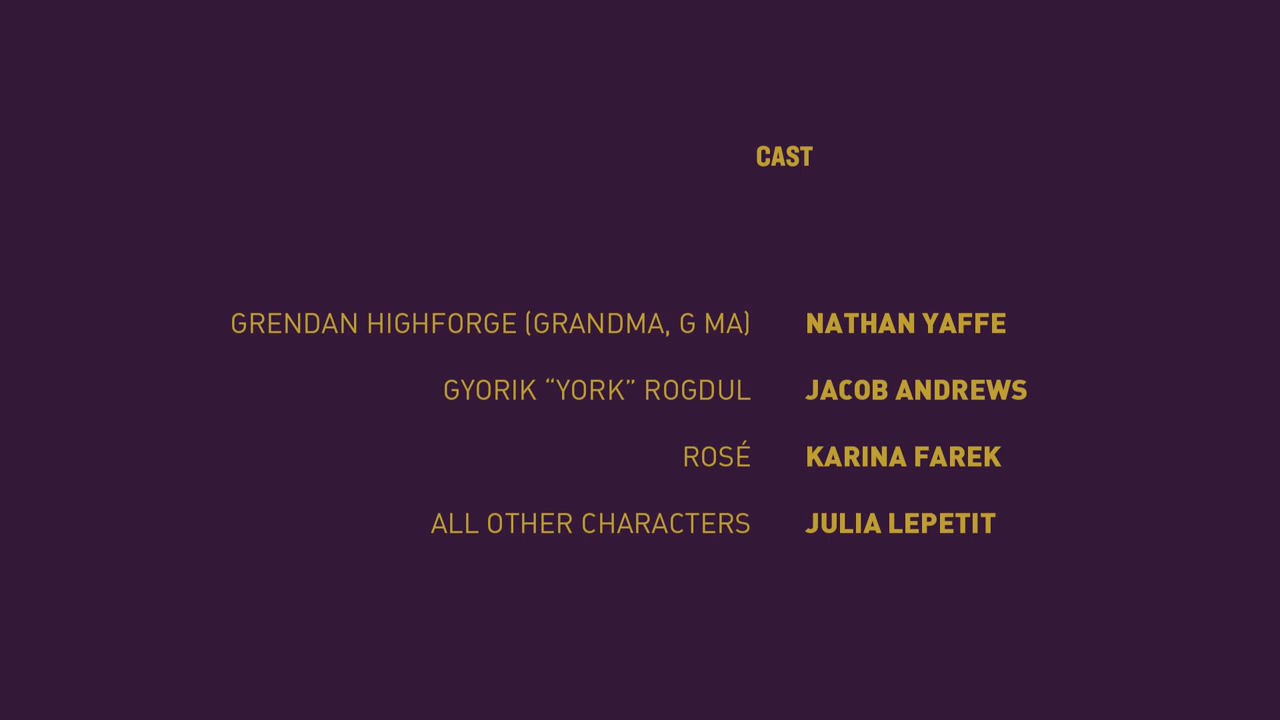 CAST
GRENDAN HIGHFORGE (GRANDMA, G MA) NATHAN YAFFE
GYORIK “YORK” ROGDUL JACOB ANDREWS
ROSÉ KARINA FAREK
ALL OTHER CHARACTERS JULIA LEPETIT